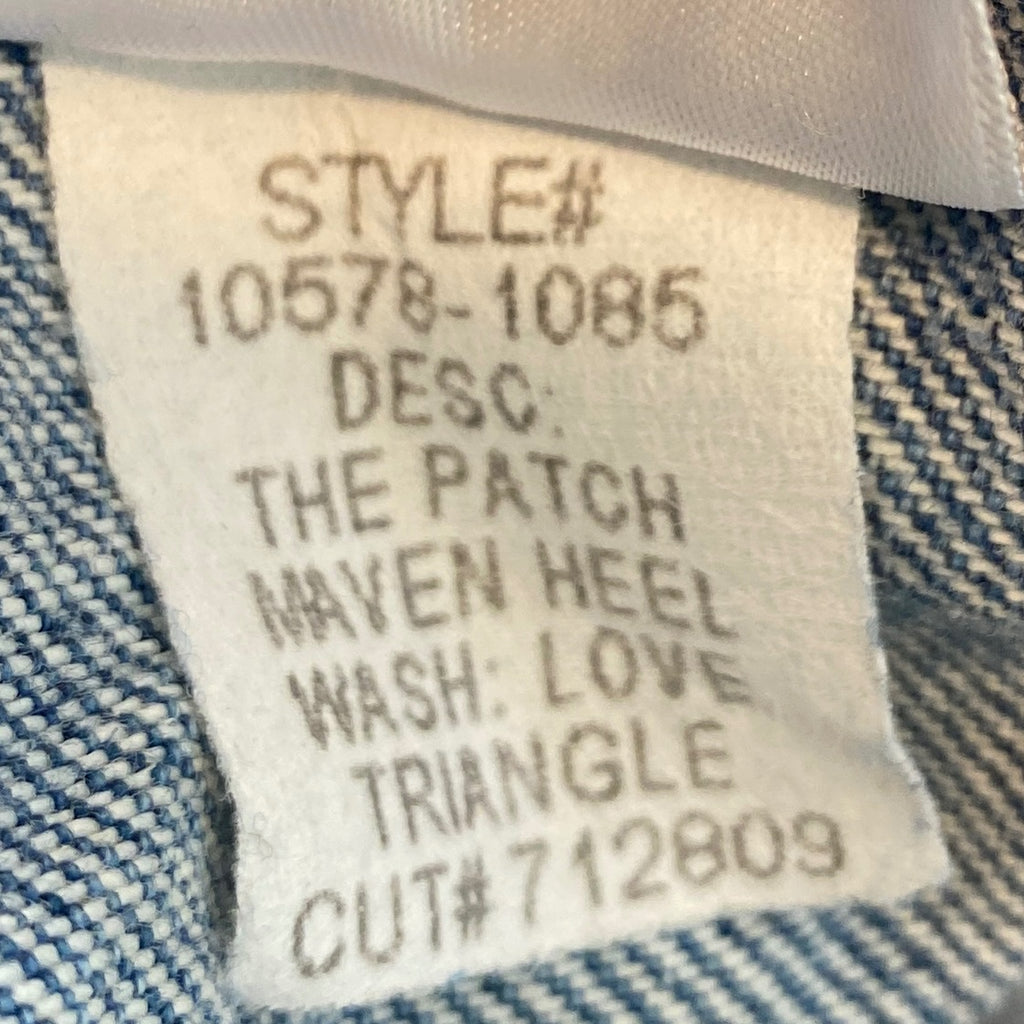 STYLE#
10578-1085
DESC:
THE PATCH
MAVEN HEEL
WASH: LOVE
TRIANGLE
CUT# 712809